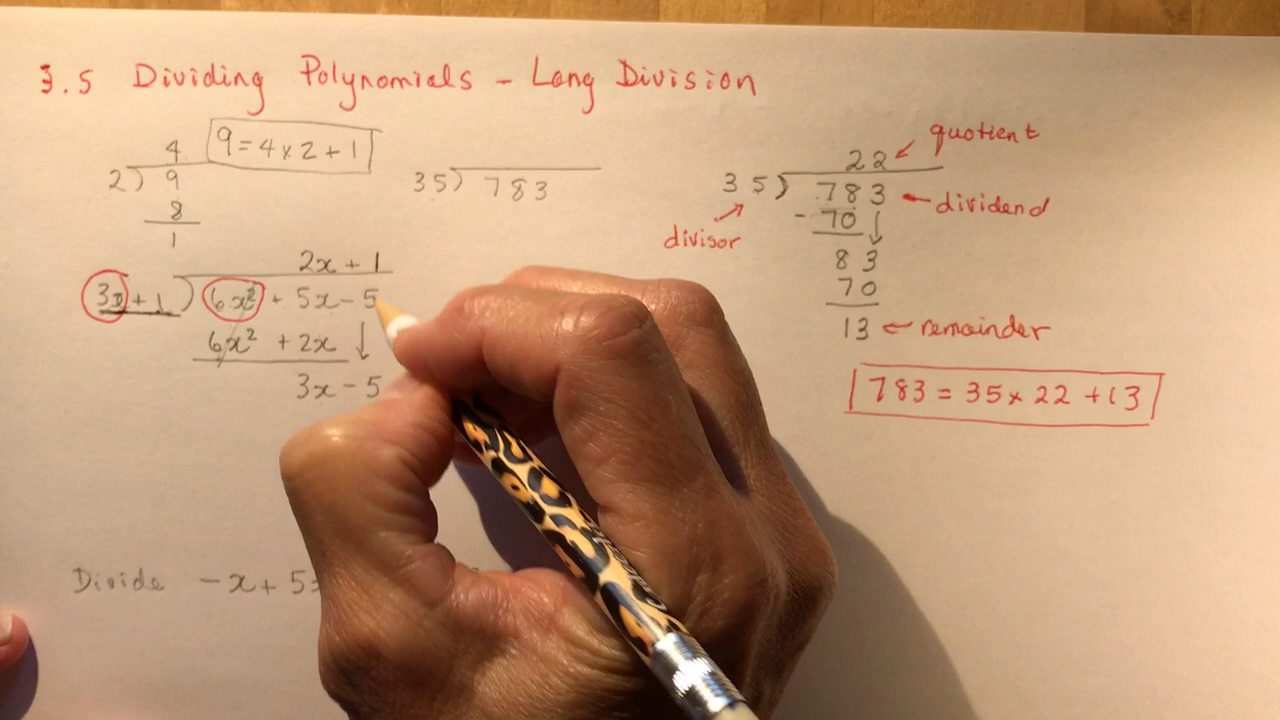 3.5 Dividing Polynomials - Long Division
4
9 = 4 x 2 + 1
2) 9
8
1
35) 783
quotient
22
35) 783
dividend
divisor
- 70
83
70
13
remainder
783 = 35 x 22 + 13
2x + 1
3x + 1 ) 6x² + 5x - 5
6x² + 2x
3x - 5
Divide -x + 5